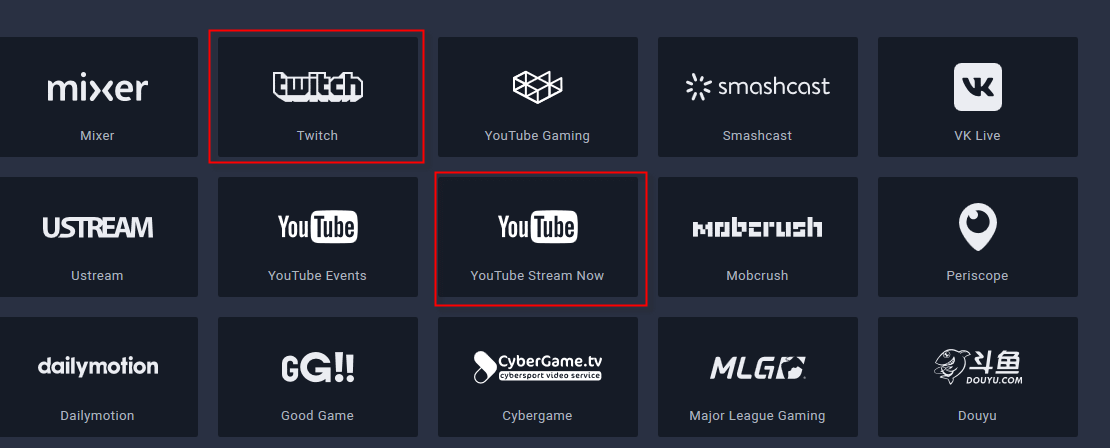 mixer
Mixer
twitch
Twitch
YouTube Gaming
smashcast
Smashcast
VK
VK Live
USTREAM
Ustream
YouTube
YouTube Events
YouTube
YouTube Stream Now
mobcrush
Mobcrush
Periscope
dailymotion
Dailymotion
GG!!
Good Game
CyberGame.tv
cybersport video service
Cybergame
MLG
Major League Gaming
斗鱼
DOUYU.COM
Douyu